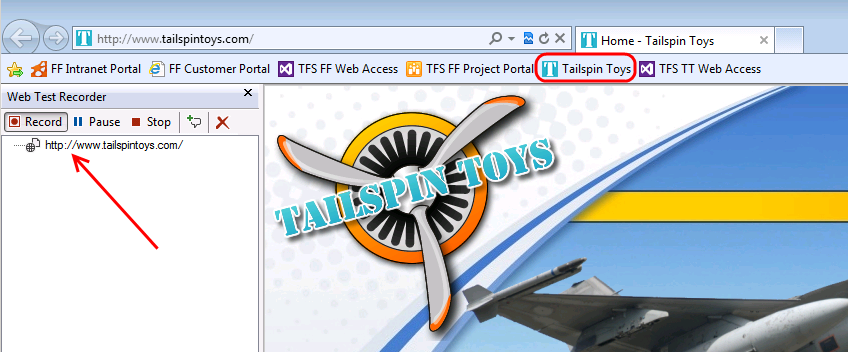 http://www.tailspintoys.com/
Home - Tailspin Toys
FF Intranet Portal FF Customer Portal TFS FF Web Access TFS FF Project Portal Tailspin Toys TFS TT Web Access
Web Test Recorder
Record Pause Stop
http://www.tailspintoys.com/
TAILSPIN TOYS